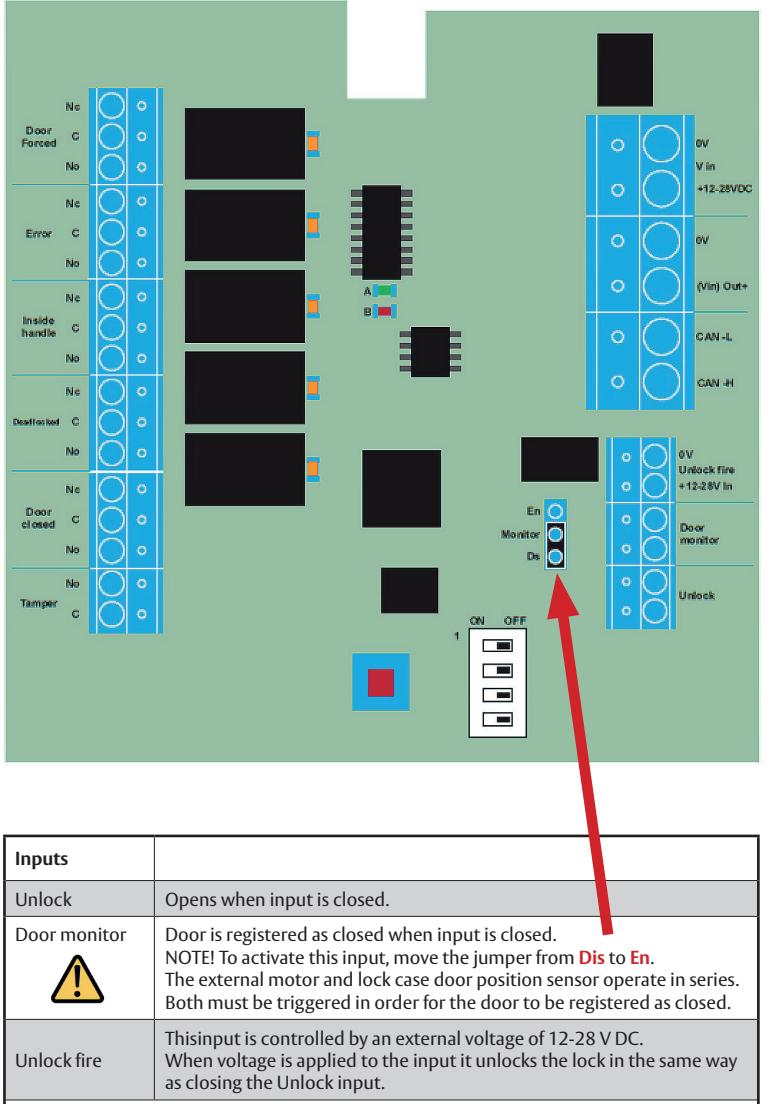 Nc
Door
Forced
C
No
Nc
Error
C
No
Nc
Inside
handle
C
No
Nc
Deadlocked
C
No
Nc
Door
closed
C
No
No
Tamper
C
A
B
0V
V in
+12-28VDC
0V
(Vin) Out+
CAN -L
CAN -H
0V
Unlock fire
+12-28V In
Door
monitor
Unlock
En
Monitor
Ds
ON OFF
1
Inputs
Unlock
Opens when input is closed.
Door monitor
Door is registered as closed when input is closed.
NOTE! To activate this input, move the jumper from Dis to En.
The external motor and lock case door position sensor operate in series.
Both must be triggered in order for the door to be registered as closed.
Unlock fire
Thisinput is controlled by an external voltage of 12-28 V DC.
When voltage is applied to the input it unlocks the lock in the same way
as closing the Unlock input.